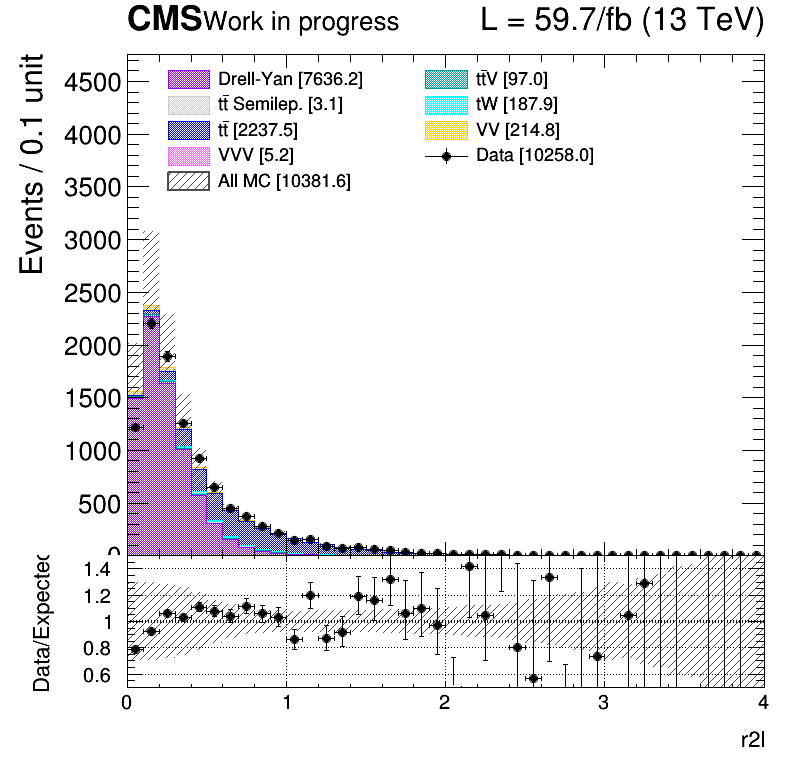 CMS Work in progress L = 59.7/fb (13 TeV)
Events / 0.1 unit
4500
4000
3500
3000
2500
2000
1500
1000
500
0
Drell-Yan [7636.2]
tt̄ Semilep. [3.1]
tt̄ [2237.5]
VVV [5.2]
All MC [10381.6]
tt̄V [97.0]
tW [187.9]
VV [214.8]
Data [10258.0]
Data/Expected
1.4
1.2
1
0.8
0.6
0 1 2 3 4
r2l